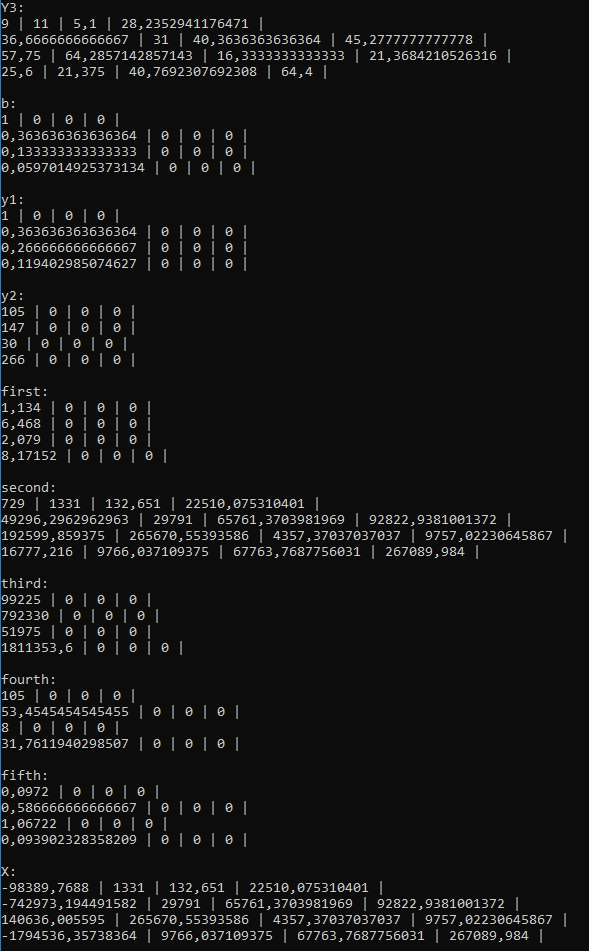 Y3:
9 | 11 | 5,1 | 28,2352941176471 |
36,6666666666667 | 31 | 40,3636363636364 | 45,2777777777778 |
57,75 | 64,2857142857143 | 16,3333333333333 | 21,3684210526316 |
25,6 | 21,375 | 40,7692307692308 | 64,4 |
b:
1 | 0 | 0 | 0 |
0,363636363636364 | 0 | 0 | 0 |
0,133333333333333 | 0 | 0 | 0 |
0,0597014925373134 | 0 | 0 | 0 |
y1:
1 | 0 | 0 | 0 |
0,363636363636364 | 0 | 0 | 0 |
0,266666666666667 | 0 | 0 | 0 |
0,119402985074627 | 0 | 0 | 0 |
y2:
105 | 0 | 0 | 0 |
147 | 0 | 0 | 0 |
30 | 0 | 0 | 0 |
266 | 0 | 0 | 0 |
first:
1,134 | 0 | 0 | 0 |
6,468 | 0 | 0 | 0 |
2,079 | 0 | 0 | 0 |
8,17152 | 0 | 0 | 0 |
second:
729 | 1331 | 132,651 | 22510,075310401 |
49296,2962962963 | 29791 | 65761,3703981969 | 92822,9381001372 |
192599,859375 | 265670,55393586 | 4357,37037037037 | 9757,02230645867 |
16777,216 | 9766,037109375 | 67763,7687756031 | 267089,984 |
third:
99225 | 0 | 0 | 0 |
792330 | 0 | 0 | 0 |
51975 | 0 | 0 | 0 |
1811353,6 | 0 | 0 | 0 |
fourth:
105 | 0 | 0 | 0 |
53,4545454545455 | 0 | 0 | 0 |
8 | 0 | 0 | 0 |
31,7611940298507 | 0 | 0 | 0 |
fifth:
0,0972 | 0 | 0 | 0 |
0,586666666666667 | 0 | 0 | 0 |
1,06722 | 0 | 0 | 0 |
0,093902328358209 | 0 | 0 | 0 |
X:
-98389,7688 | 1331 | 132,651 | 22510,075310401 |
-742973,194491582 | 29791 | 65761,3703981969 | 92822,9381001372 |
140636,005595 | 265670,55393586 | 4357,37037037037 | 9757,02230645867 |
-1794536,35738364 | 9766,037109375 | 67763,7687756031 | 267089,984 |